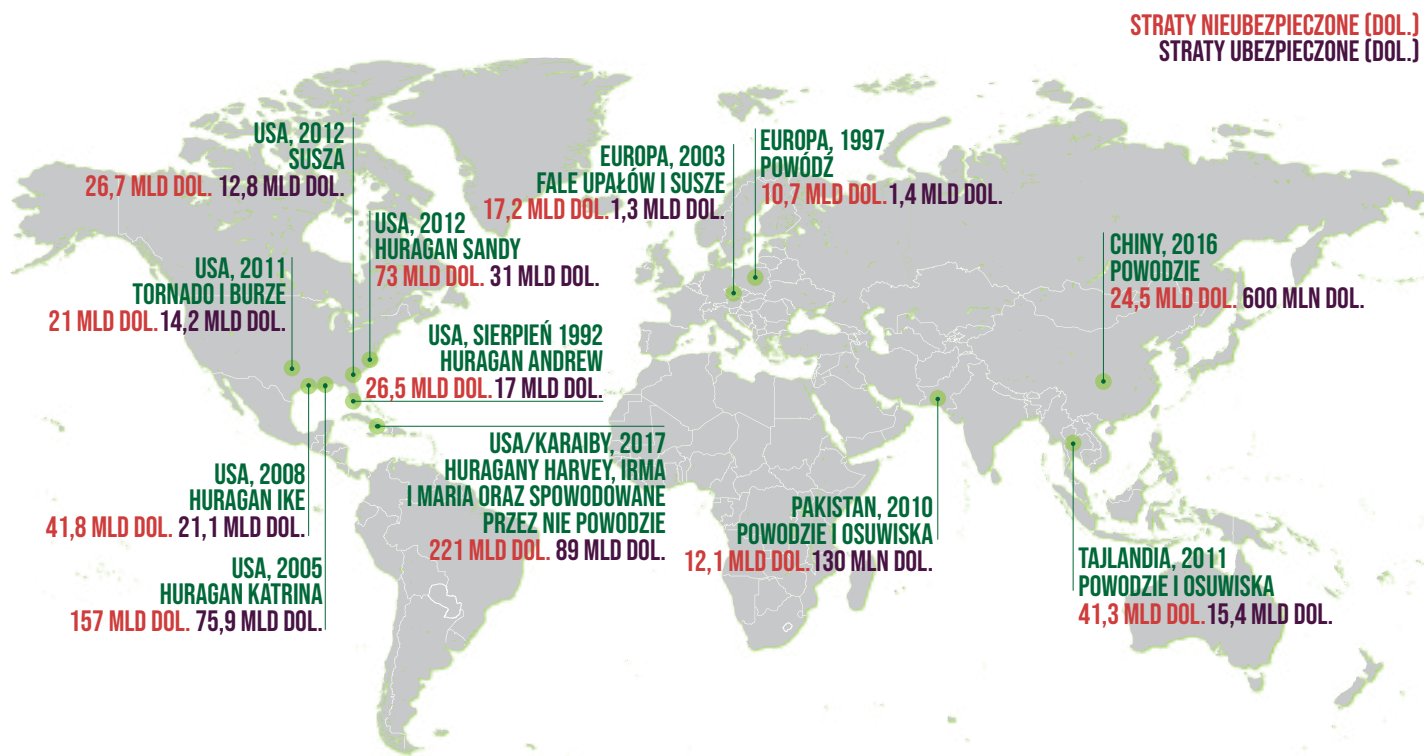 STRATY NIEUBEZPIECZONE (DOL.)
STRATY UBEZPIECZONE (DOL.)
USA, 2012
SUSZA
26,7 MLD DOL. 12,8 MLD DOL.
EUROPA, 2003
FALE UPAŁÓW I SUSZE
17,2 MLD DOL. 1,3 MLD DOL.
EUROPA, 1997
POWÓDŹ
10,7 MLD DOL. 1,4 MLD DOL.
USA, 2012
HURAGAN SANDY
73 MLD DOL. 31 MLD DOL.
CHINY, 2016
POWODZIE
24,5 MLD DOL. 600 MLN DOL.
USA, 2011
TORNADO I BURZE
21 MLD DOL. 14,2 MLD DOL.
USA, SIERPIEŃ 1992
HURAGAN ANDREW
26,5 MLD DOL. 17 MLD DOL.
USA/KARAIBY, 2017
HURAGANY HARVEY, IRMA
I MARIA ORAZ SPOWODOWANE
PRZEZ NIE POWODZIE
221 MLD DOL. 89 MLD DOL.
USA, 2008
HURAGAN IKE
41,8 MLD DOL. 21,1 MLD DOL.
PAKISTAN, 2010
POWODZIE I OSUWISKA
12,1 MLD DOL. 130 MLN DOL.
USA, 2005
HURAGAN KATRINA
157 MLD DOL. 75,9 MLD DOL.
TAJLANDIA, 2011
POWODZIE I OSUWISKA
41,3 MLD DOL. 15,4 MLD DOL.